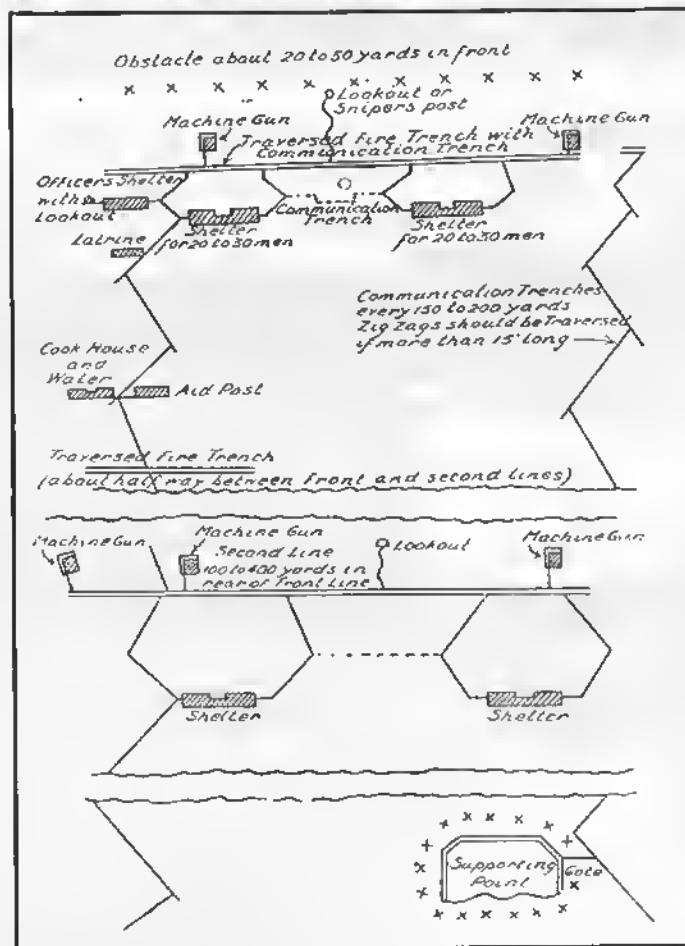 Obstacle about 20 to 50 yards in front
Lookout or
Snipers post
Machine Gun
Machine Gun
Traversed Fire Trench with
Communication Trench
Officers Shelter
with
Lookout
Communication
Trench
Shelter
for 20 to 30 men
Shelter
for 20 to 30 men
Latrine
Communication Trenches
every 150 to 200 yards
Zig Zags should be Traversed
if more than 15' long
Cook House
and
Water
Aid Post
Traversed Fire Trench
(about half way between Front and second lines)
Machine Gun
Machine Gun
Second Line
100 to 400 yards in
rear of Front Line
Lookout
Machine Gun
Shelter
Shelter
Supporting
Point
Gate